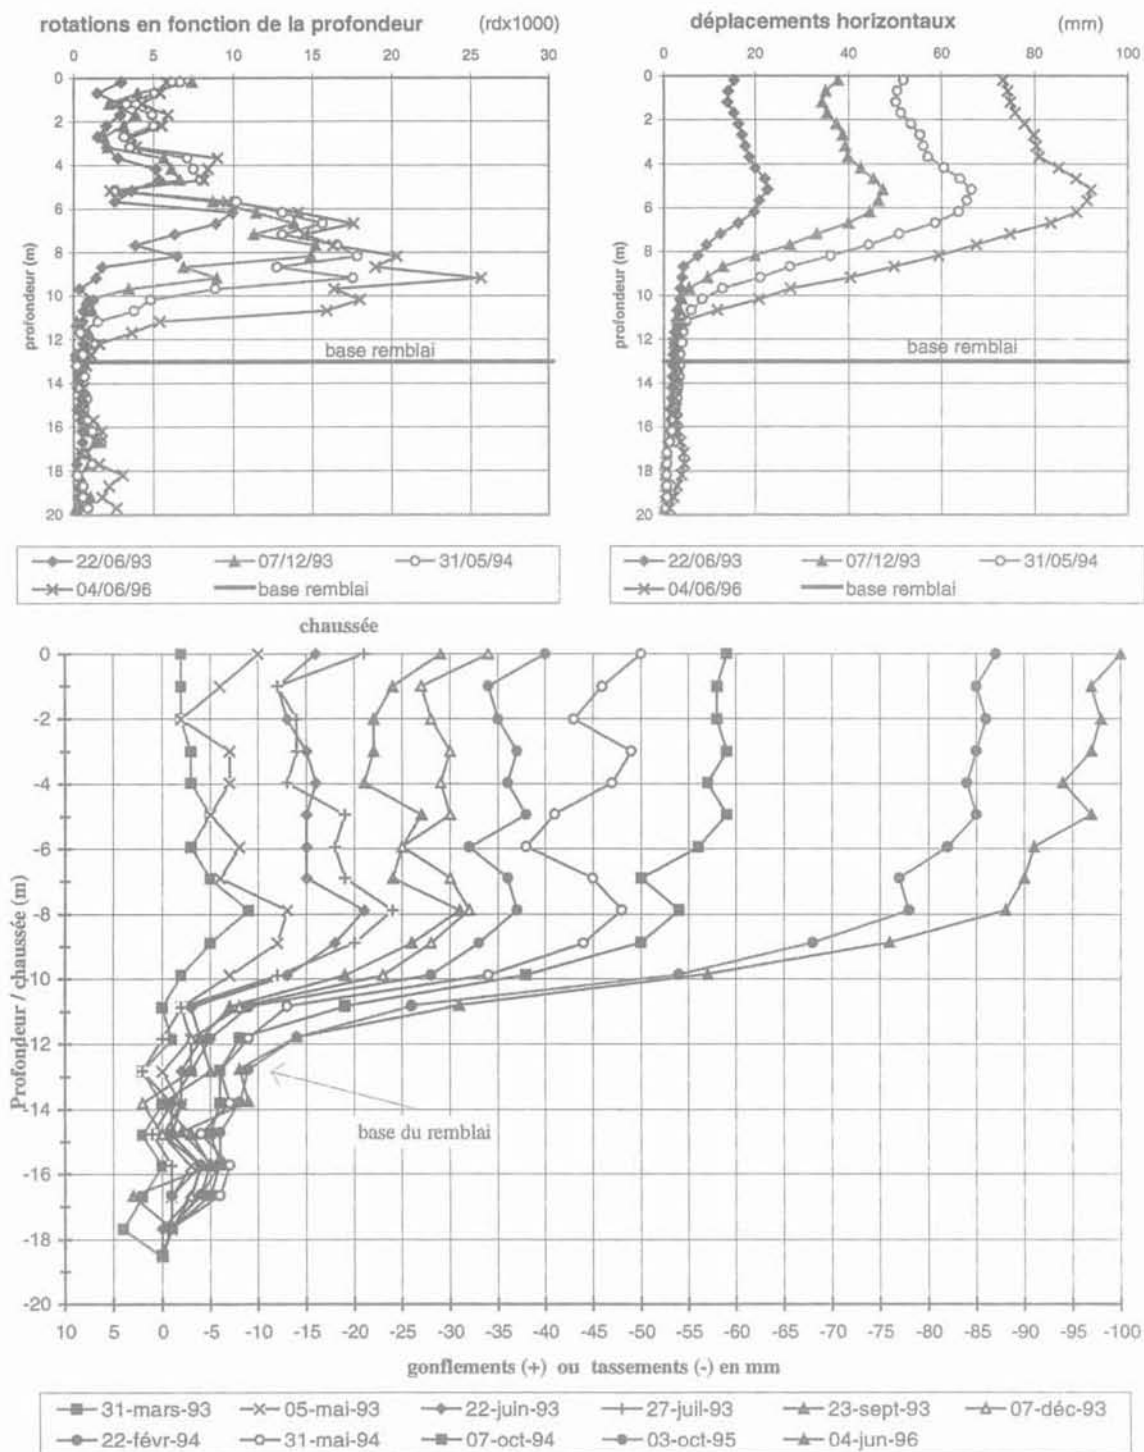 rotations en fonction de la profondeur (rdx1000)
0 5 10 15 20 25 30
0
2
4
6
8
10
12
14
16
18
20
profondeur (m)
base remblai
22/06/93 07/12/93 31/05/94
04/06/96 base remblai
déplacements horizontaux (mm)
0 20 40 60 80 100
0
2
4
6
8
10
12
14
16
18
20
profondeur (m)
base remblai
22/06/93 07/12/93 31/05/94
04/06/96 base remblai
chaussée
0
-2
-4
-6
-8
-10
-12
-14
-16
-18
-20
Profondeur / chaussée (m)
base du remblai
10 5 0 -5 -10 -15 -20 -25 -30 -35 -40 -45 -50 -55 -60 -65 -70 -75 -80 -85 -90 -95 -100
gonflements (+) ou tassements (-) en mm
31-mars-93 05-mai-93 22-juin-93 27-juil-93 23-sept-93 07-déc-93
22-févr-94 31-mai-94 07-oct-94 03-oct-95 04-jun-96